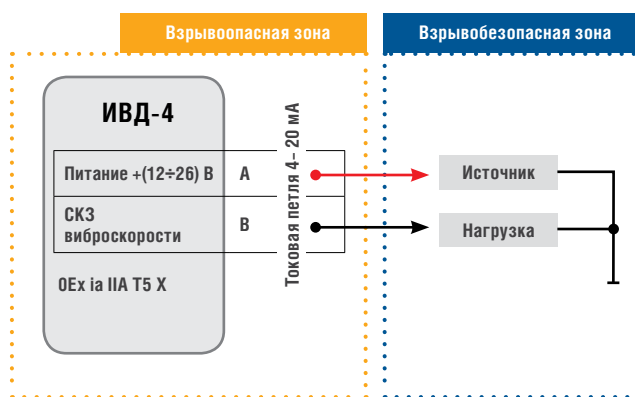 Взрывоопасная зона
Взрывобезопасная зона
ИВД-4
Питание +(12÷26) В
А
СКЗ
виброскорости
В
0Ex ia IIA T5 X
Токовая петля 4– 20 мА
Источник
Нагрузка